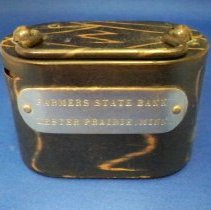 FARMERS STATE BANK
LESTER PRAIRIE, MINN